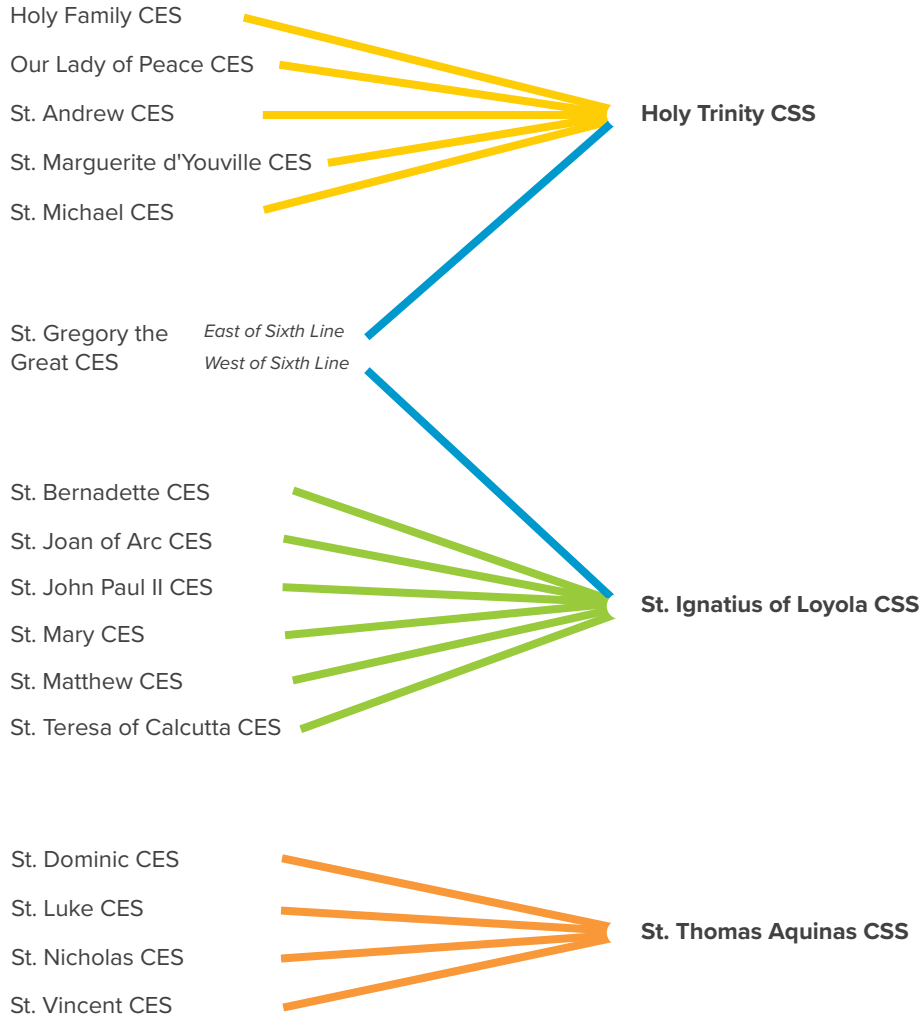 Holy Family CES
Our Lady of Peace CES
St. Andrew CES
Holy Trinity CSS
St. Marguerite d'Youville CES
St. Michael CES
St. Gregory the
Great CES
East of Sixth Line
West of Sixth Line
St. Bernadette CES
St. Joan of Arc CES
St. John Paul II CES
St. Ignatius of Loyola CSS
St. Mary CES
St. Matthew CES
St. Teresa of Calcutta CES
St. Dominic CES
St. Luke CES
St. Thomas Aquinas CSS
St. Nicholas CES
St. Vincent CES